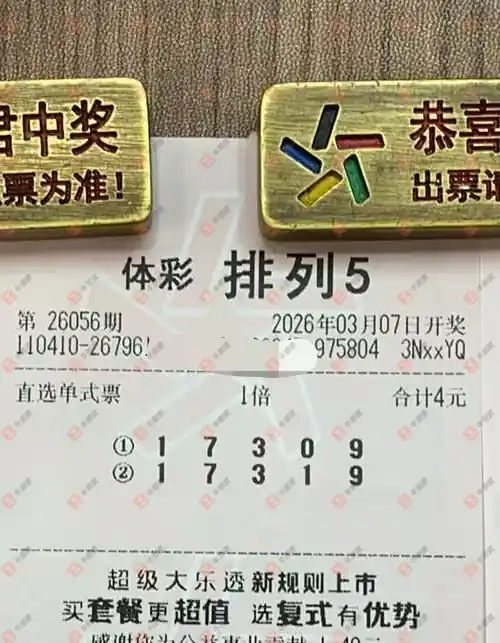 君中奖
票为准!
恭喜
出票
体彩 排列5
第 26056期 2026年03月07日开奖
110410-26796 975804 3NxxYQ
直选单式票 1倍 合计4元
① 1 7 3 0 9
② 1 7 3 1 9
超级大乐透新规则上市
买套餐更超值 选复式有优势